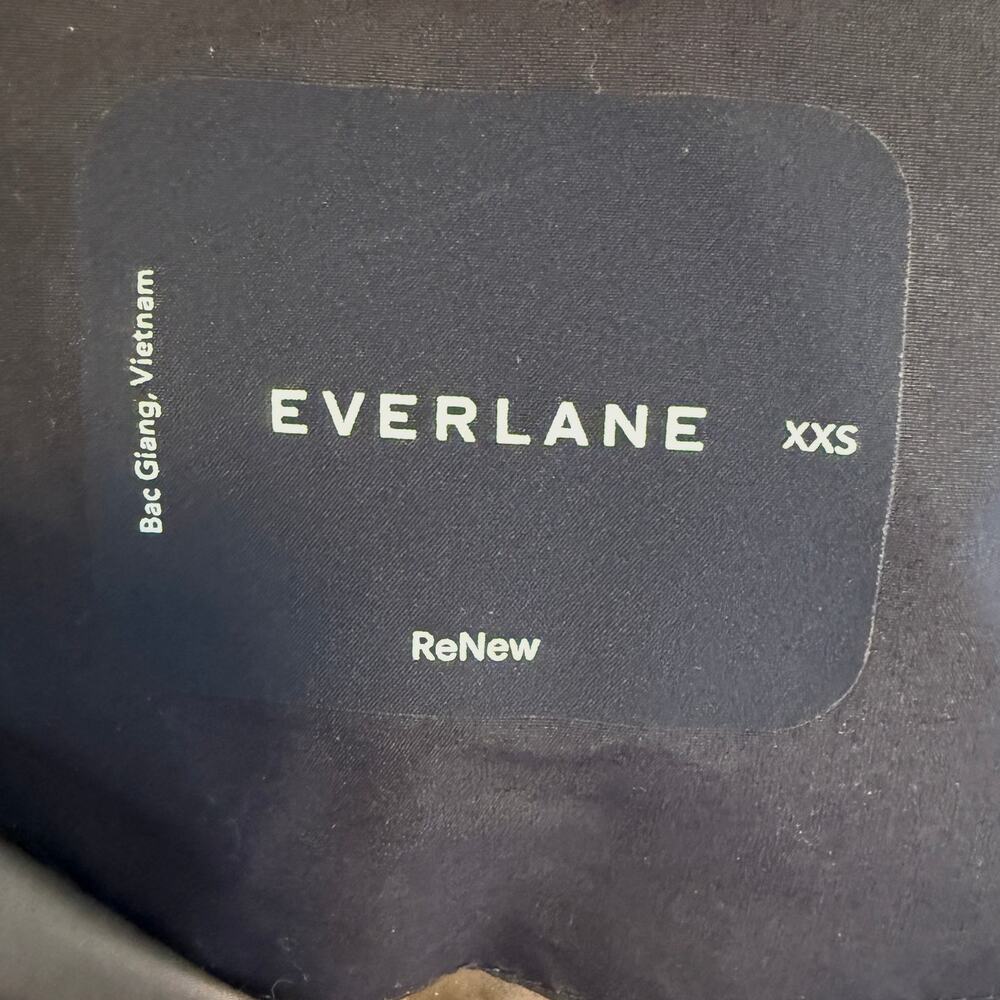 Bac Giang, Vietnam
EVERLANE
XXS
ReNew